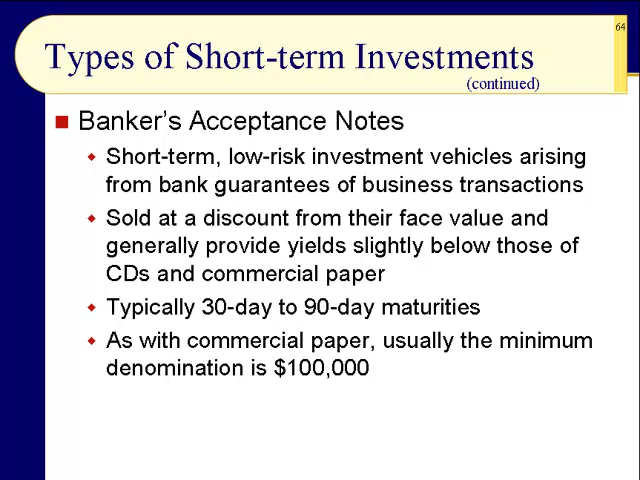 64
Types of Short-term Investments
(continued)
Banker's Acceptance Notes
Short-term, low-risk investment vehicles arising
from bank guarantees of business transactions
Sold at a discount from their face value and
generally provide yields slightly below those of
CDs and commercial paper
Typically 30-day to 90-day maturities
As with commercial paper, usually the minimum
denomination is $100,000